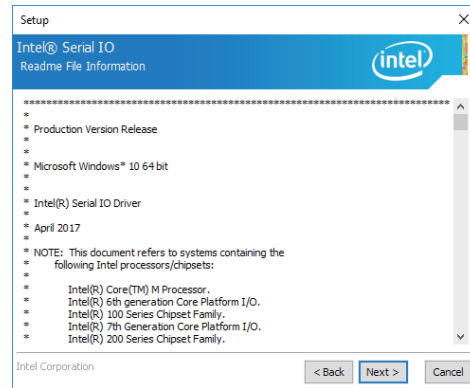 Setup
Intel® Serial IO
Readme File Information
intel
*******************************************************************************
*
* Production Version Release
*
*
* Microsoft Windows* 10 64 bit
*
*
* Intel(R) Serial IO Driver
*
* April 2017
*
* NOTE: This document refers to systems containing the
* following Intel processors/chipsets:
*
* Intel(R) Core(TM) M Processor.
* Intel(R) 6th generation Core Platform I/O.
* Intel(R) 100 Series Chipset Family.
* Intel(R) 7th Generation Core Platform I/O.
* Intel(R) 200 Series Chipset Family.
Intel Corporation
< Back Next > Cancel